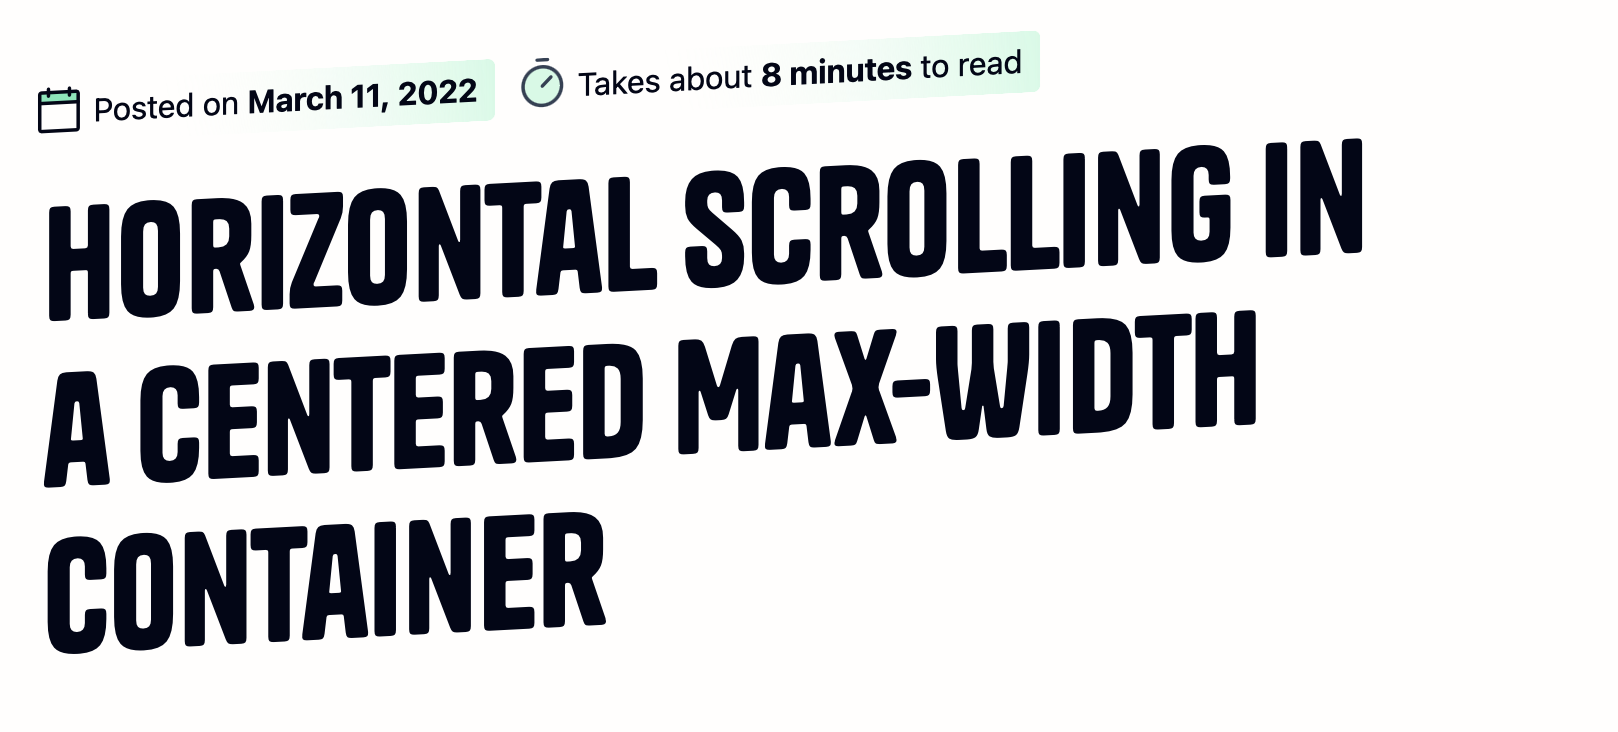 Posted on March 11, 2022 Takes about 8 minutes to read
HORIZONTAL SCROLLING IN
A CENTERED MAX-WIDTH
CONTAINER